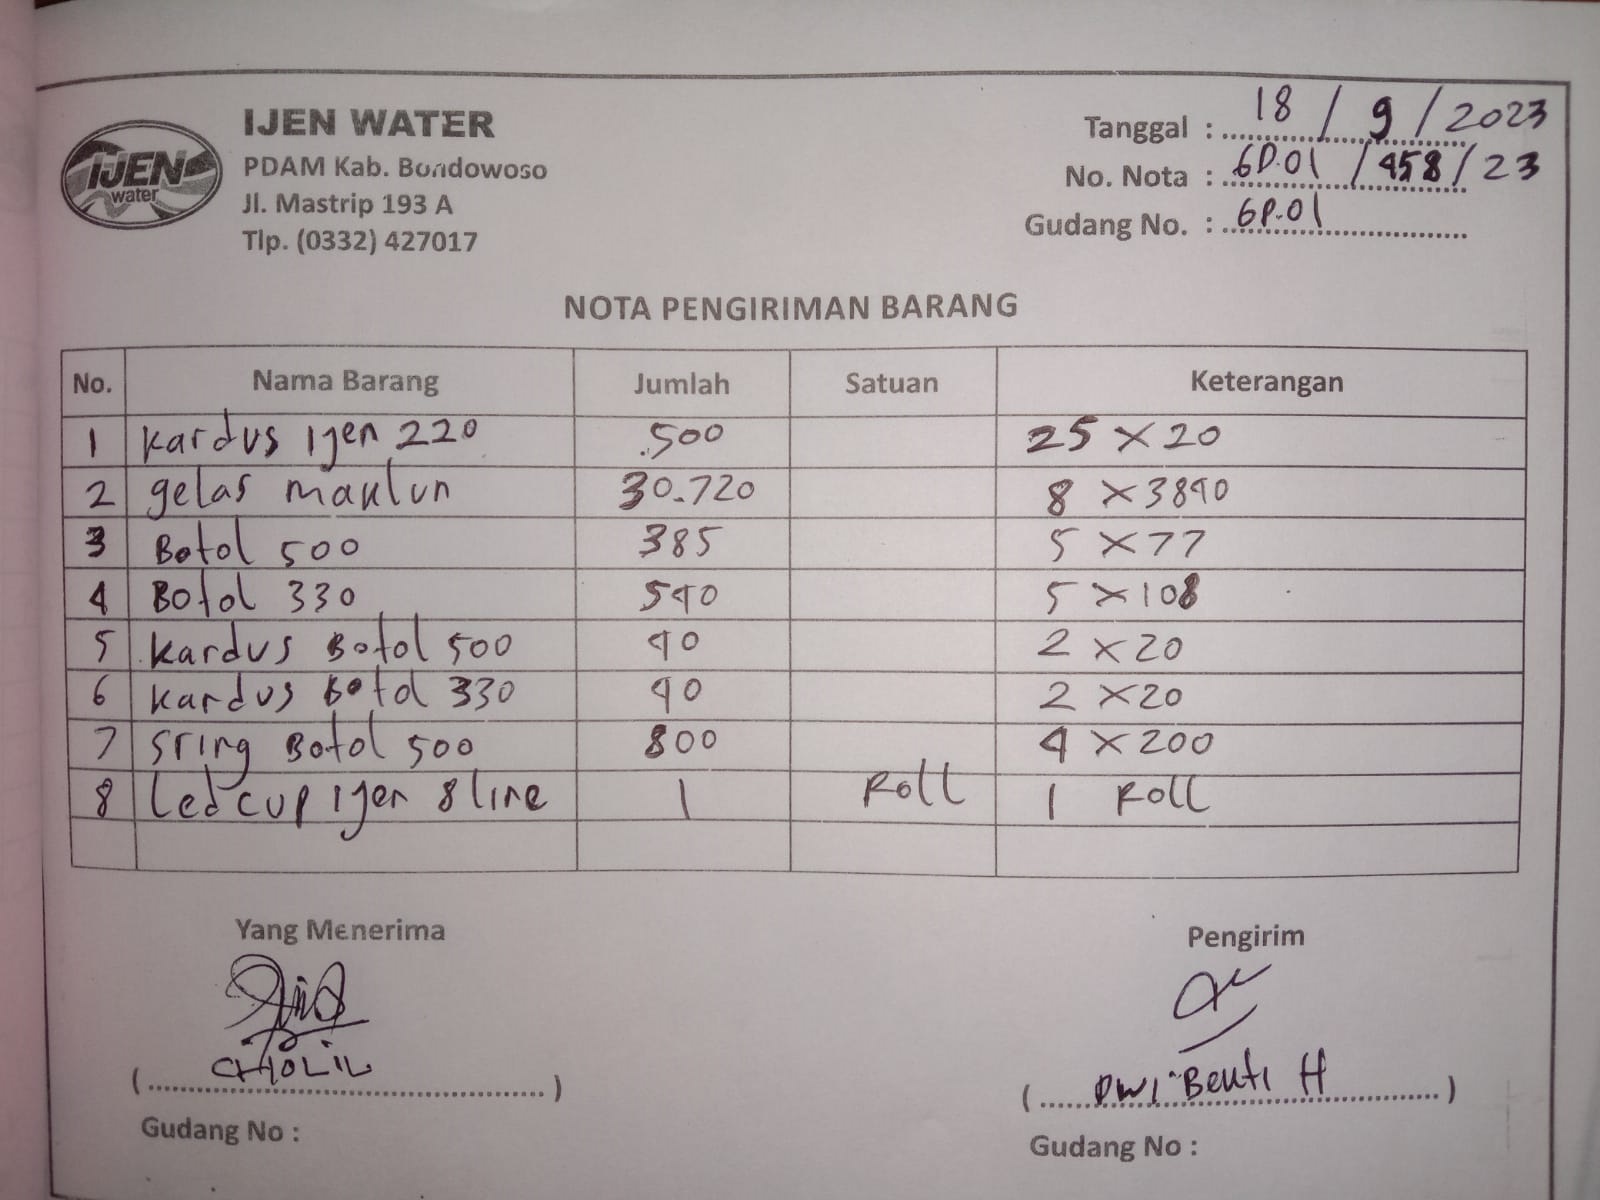 IJEN WATER
PDAM Kab. Bondowoso
Jl. Mastrip 193 A
Tlp. (0332) 427017
IJEN
water
Tanggal : 18 / 9 / 2023
No. Nota : 6P.01 / 458 / 23
Gudang No. : 6P.01
NOTA PENGIRIMAN BARANG
No. Nama Barang Jumlah Satuan Keterangan
1 kardus Ijen 220 500 25 x 20
2 gelas maklun 30.720 8 x 3840
3 Botol 500 385 5 x 77
4 Botol 330 540 5 x 108
5 kardus Botol 500 40 2 x 20
6 kardus Botol 330 40 2 x 20
7 Sring Botol 500 800 4 x 200
8 Led cup Ijen 8 line 1 Roll 1 Roll
Yang Menerima Pengirim
(CHOLIL) (DWI Benti H)
Gudang No : Gudang No :